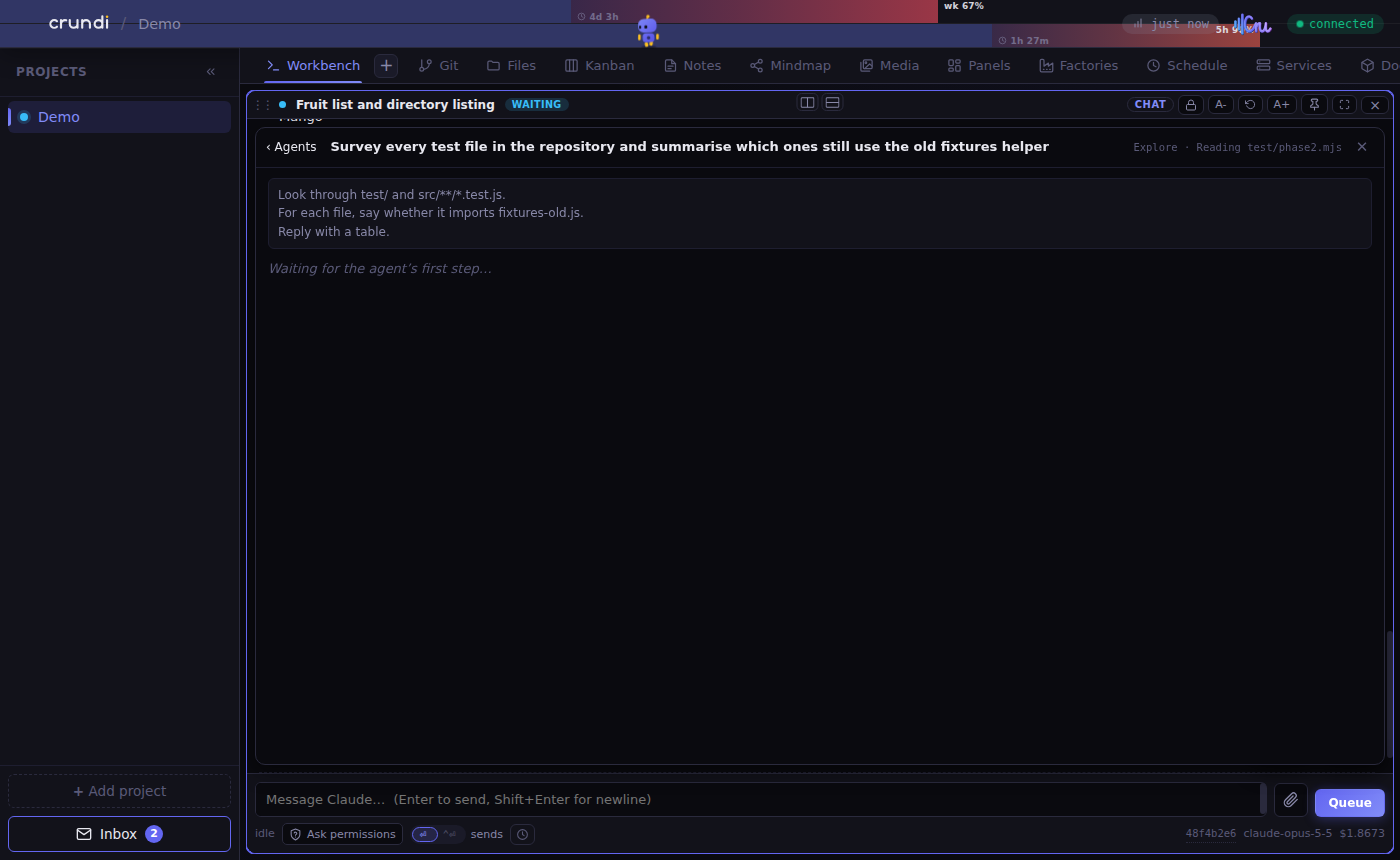 crundi / Demo
4d 3h
wk 67%
1h 27m
just now
connected
PROJECTS
Demo
+ Add project
Inbox 2
Workbench
+
Git
Files
Kanban
Notes
Mindmap
Media
Panels
Factories
Schedule
Services
Do
Fruit list and directory listing WAITING
CHAT
A-
A+
Mango
‹ Agents Survey every test file in the repository and summarise which ones still use the old fixtures helper
Explore · Reading test/phase2.mjs
Look through test/ and src/**/*.test.js.
For each file, say whether it imports fixtures-old.js.
Reply with a table.
Waiting for the agent’s first step…
Message Claude… (Enter to send, Shift+Enter for newline)
Queue
idle
Ask permissions
sends
48f4b2e6 claude-opus-5-5 $1.8673